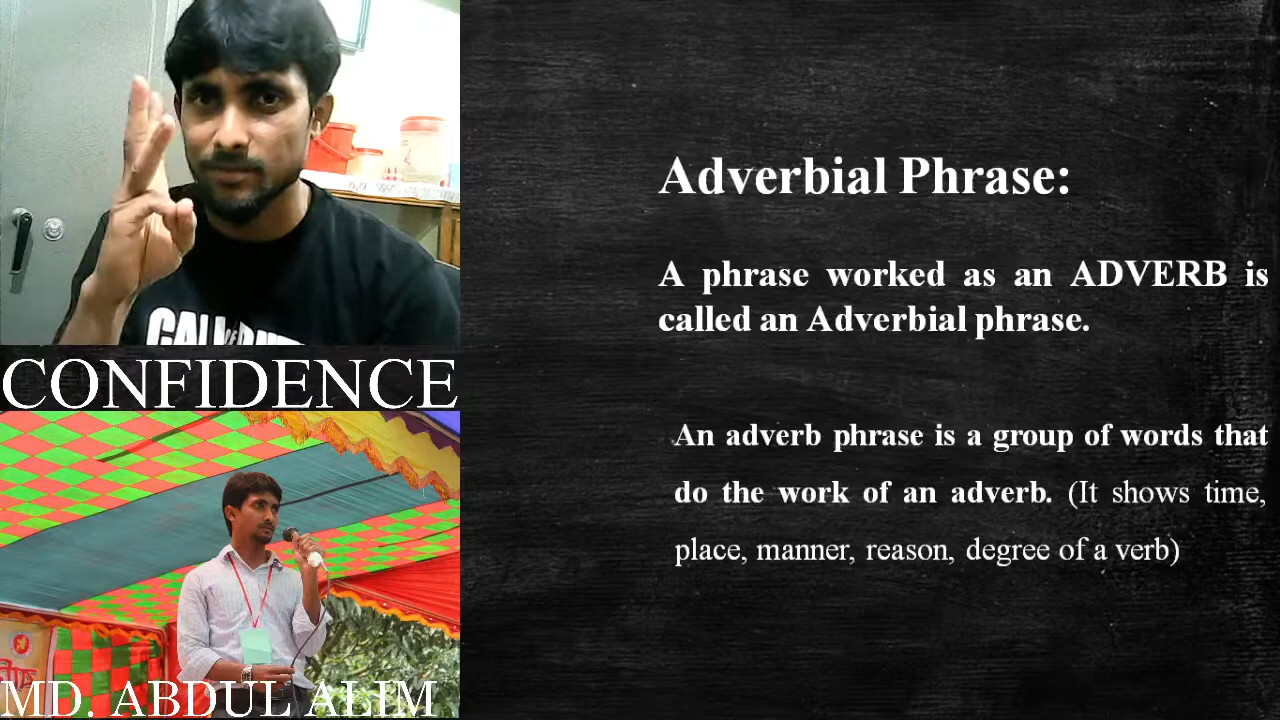 CALL OF
CONFIDENCE
MD. ABDUL ALIM
Adverbial Phrase:
A phrase worked as an ADVERB is
called an Adverbial phrase.
An adverb phrase is a group of words that
do the work of an adverb. (It shows time,
place, manner, reason, degree of a verb)